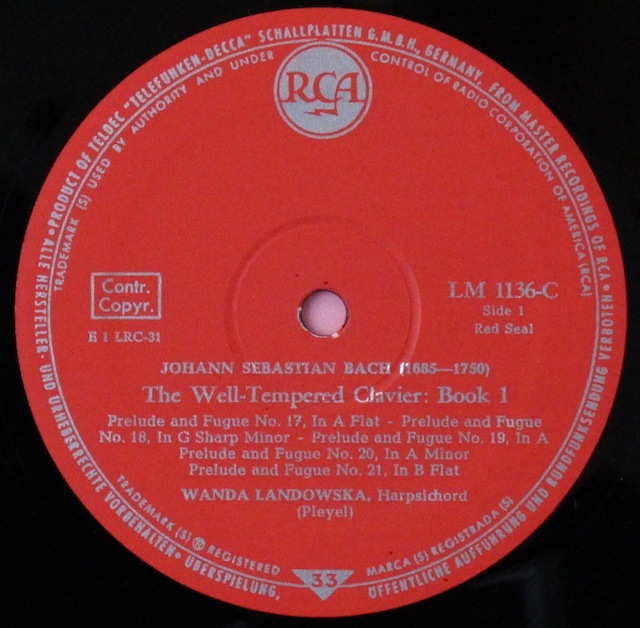 • PRODUCT OF TELDEC "TELEFUNKEN-DECCA" SCHALLPLATTEN G.M.B.H., GERMANY, FROM MASTER RECORDINGS OF RCA •
TRADEMARK (S) USED BY AUTHORITY AND UNDER CONTROL OF RADIO CORPORATION OF AMERICA (RCA)
RCA
Contr.
Copyr.
E1 LRC-31
LM 1136-C
Side 1
Red Seal
JOHANN SEBASTIAN BACH (1685—1750)
The Well-Tempered Clavier: Book 1
Prelude and Fugue No. 17, In A Flat - Prelude and Fugue
No. 18, In G Sharp Minor - Prelude and Fugue No. 19, In A
Prelude and Fugue No. 20, In A Minor
Prelude and Fugue No. 21, In B Flat
WANDA LANDOWSKA, Harpsichord
(Pleyel)
TRADEMARK (S) ® REGISTERED
33
MARCA (S) REGISTRADA (S)
ALLE HERSTELLER- UND URHEBERRECHTE VORBEHALTEN • ÜBERSPIELUNG, ÖFFENTLICHE AUFFÜHRUNG UND RUNDFUNKSENDUNG VERBOTEN